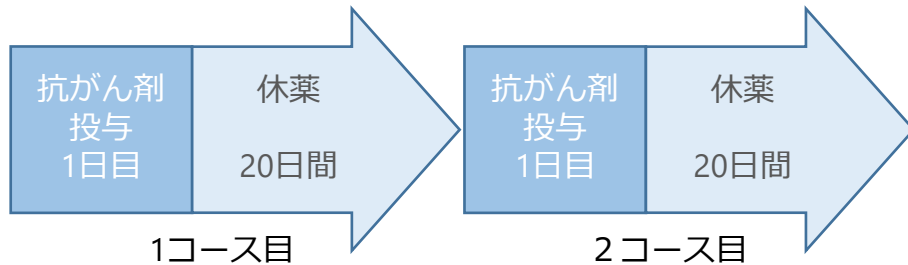 抗がん剤
投与
1日目
休薬
20日間
1コース目
抗がん剤
投与
1日目
休薬
20日間
２コース目